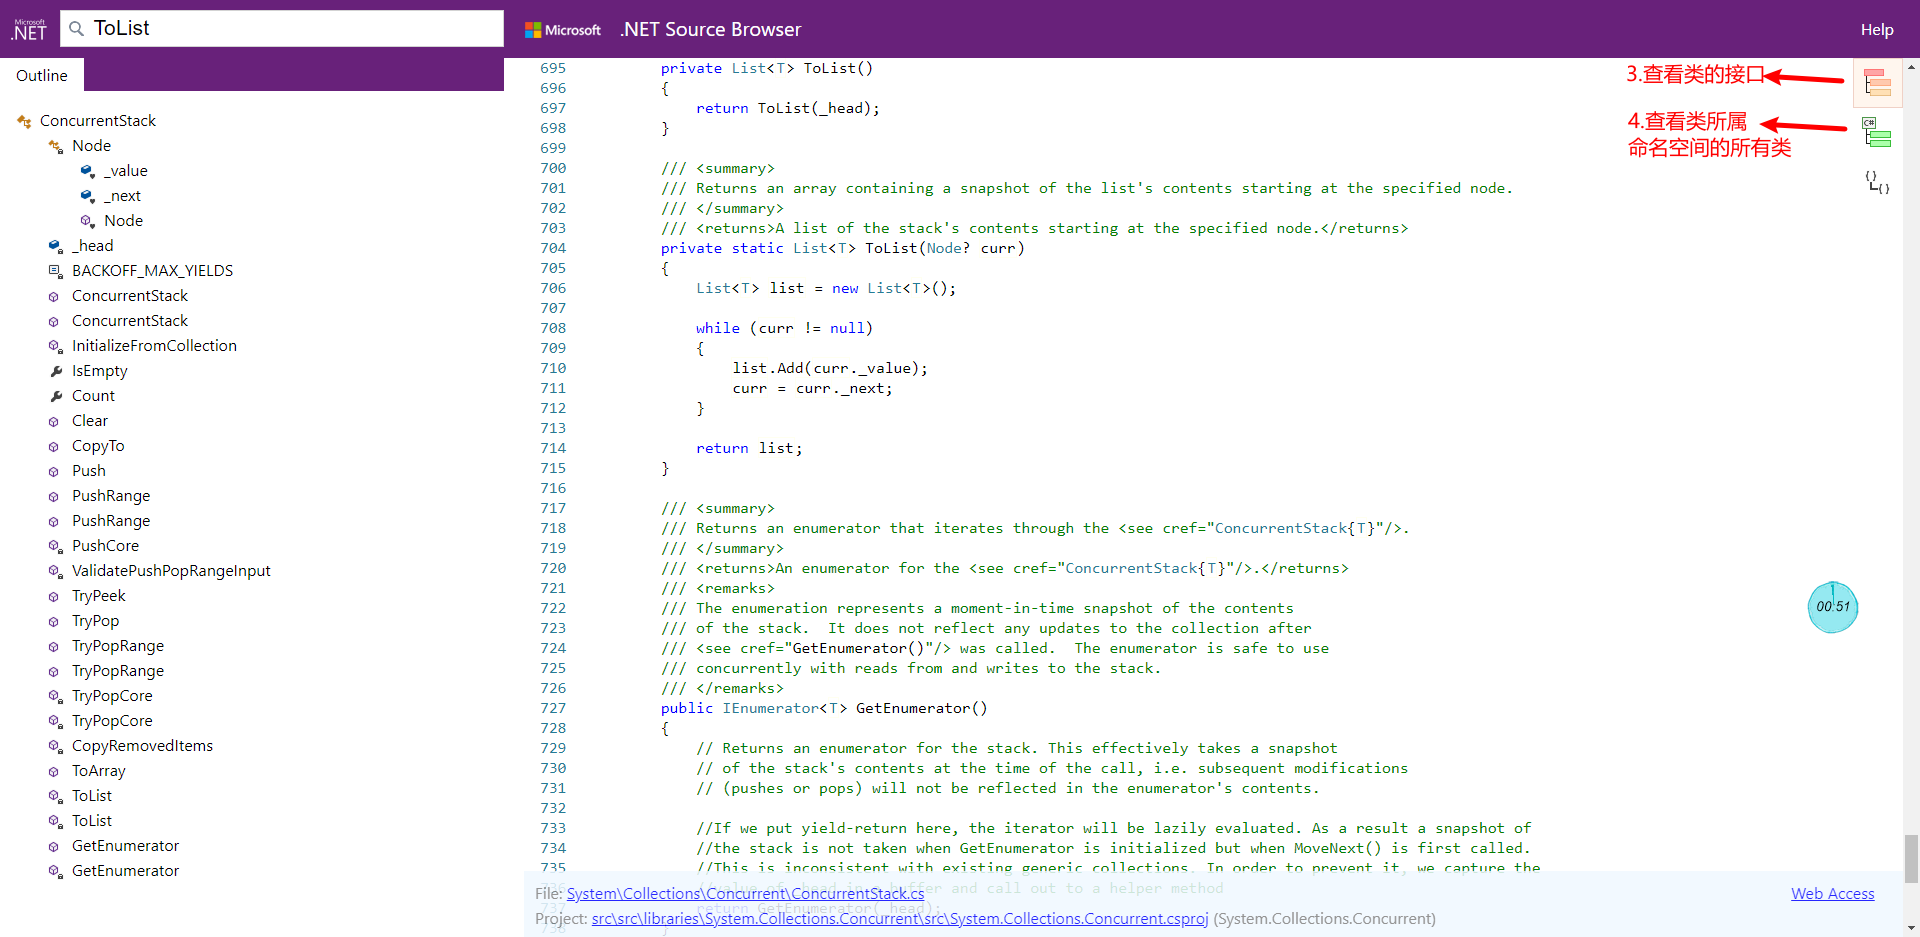 Microsoft
.NET
ToList
Microsoft
.NET Source Browser
Help
Outline
ConcurrentStack
Node
_value
_next
Node
_head
BACKOFF_MAX_YIELDS
ConcurrentStack
ConcurrentStack
InitializeFromCollection
IsEmpty
Count
Clear
CopyTo
Push
PushRange
PushRange
PushCore
ValidatePushPopRangeInput
TryPeek
TryPop
TryPopRange
TryPopRange
TryPopCore
TryPopCore
CopyRemovedItems
ToArray
ToList
ToList
GetEnumerator
GetEnumerator
695 private List<T> ToList()
696 {
697 return ToList(_head);
698 }
699
700 /// <summary>
701 /// Returns an array containing a snapshot of the list's contents starting at the specified node.
702 /// </summary>
703 /// <returns>A list of the stack's contents starting at the specified node.</returns>
704 private static List<T> ToList(Node? curr)
705 {
706 List<T> list = new List<T>();
707
708 while (curr != null)
709 {
710 list.Add(curr._value);
711 curr = curr._next;
712 }
713
714 return list;
715 }
716
717 /// <summary>
718 /// Returns an enumerator that iterates through the <see cref="ConcurrentStack{T}"/>.
719 /// </summary>
720 /// <returns>An enumerator for the <see cref="ConcurrentStack{T}"/>.</returns>
721 /// <remarks>
722 /// The enumeration represents a moment-in-time snapshot of the contents
723 /// of the stack.  It does not reflect any updates to the collection after
724 /// <see cref="GetEnumerator()"/> was called.  The enumerator is safe to use
725 /// concurrently with reads from and writes to the stack.
726 /// </remarks>
727 public IEnumerator<T> GetEnumerator()
728 {
729 // Returns an enumerator for the stack. This effectively takes a snapshot
730 // of the stack's contents at the time of the call, i.e. subsequent modifications
731 // (pushes or pops) will not be reflected in the enumerator's contents.
732
733 //If we put yield-return here, the iterator will be lazily evaluated. As a result a snapshot of
734 //the stack is not taken when GetEnumerator is initialized but when MoveNext() is first called.
735 //This is inconsistent with existing generic collections. In order to prevent it, we capture the
736 //value of _head in a buffer and call out to a helper method
737 return GetEnumerator(_head);
738 }
File: System\Collections\Concurrent\ConcurrentStack.cs
Web Access
Project: src\src\libraries\System.Collections.Concurrent\src\System.Collections.Concurrent.csproj (System.Collections.Concurrent)
3.查看类的接口
4.查看类所属
命名空间的所有类
C#
{}
{}
00:51